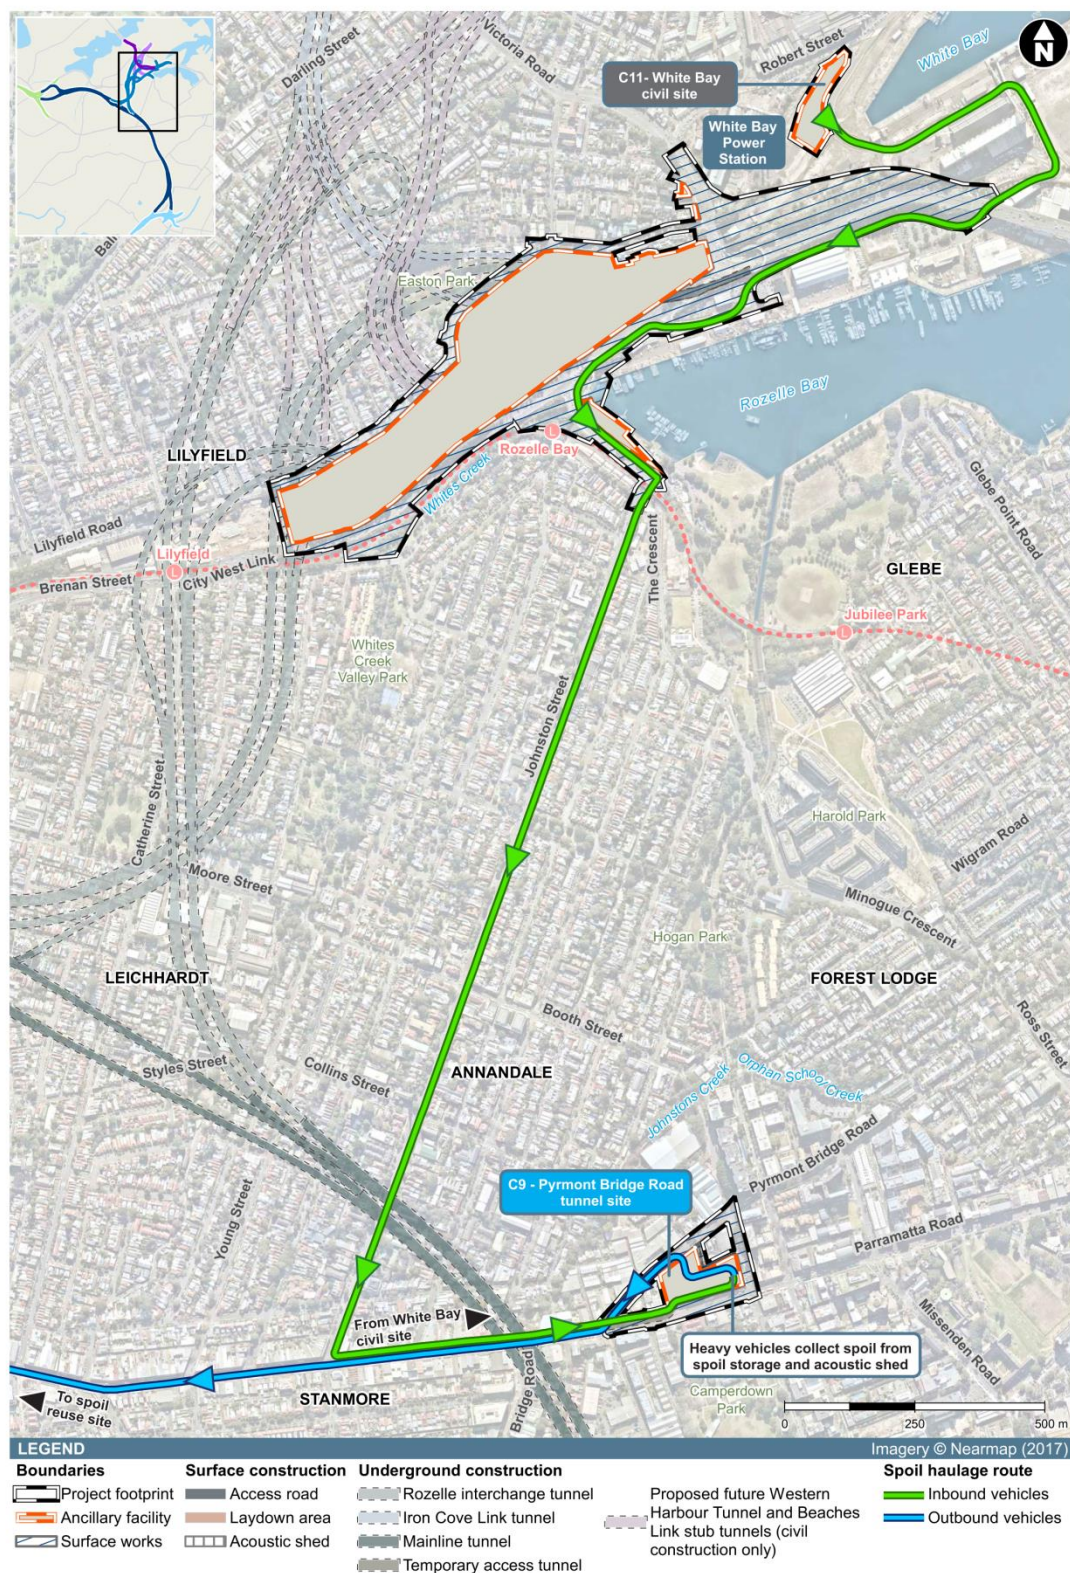 Darling Street
Victoria Road
Robert Street
White Bay
N
C11- White Bay
civil site
White Bay
Power
Station
Easton Park
Rozelle Bay
LILYFIELD
Rozelle Bay
Whites Creek
Glebe Point Road
Lilyfield Road
Lilyfield
L
L
City West Link
Brenan Street
The Crescent
GLEBE
Jubilee Park
L
Whites
Creek
Valley Park
Johnston Street
Catherine Street
Harold Park
Wigram Road
Moore Street
Minogue Crescent
Hogan Park
LEICHHARDT
FOREST LODGE
Booth Street
Ross Street
Styles Street
Collins Street
ANNANDALE
Orphan School Creek
Johnstons Creek
Pyrmont Bridge Road
C9 - Pyrmont Bridge Road
tunnel site
Young Street
Parramatta Road
Missenden Road
From White Bay
civil site
Heavy vehicles collect spoil from
spoil storage and acoustic shed
Bridge Road
To spoil
reuse site
STANMORE
Camperdown
Park
0 250 500 m
LEGEND
Imagery © Nearmap (2017)
Boundaries
Project footprint
Ancillary facility
Surface works
Surface construction
Access road
Laydown area
Acoustic shed
Underground construction
Rozelle interchange tunnel
Iron Cove Link tunnel
Mainline tunnel
Temporary access tunnel
Proposed future Western
Harbour Tunnel and Beaches
Link stub tunnels (civil
construction only)
Spoil haulage route
Inbound vehicles
Outbound vehicles